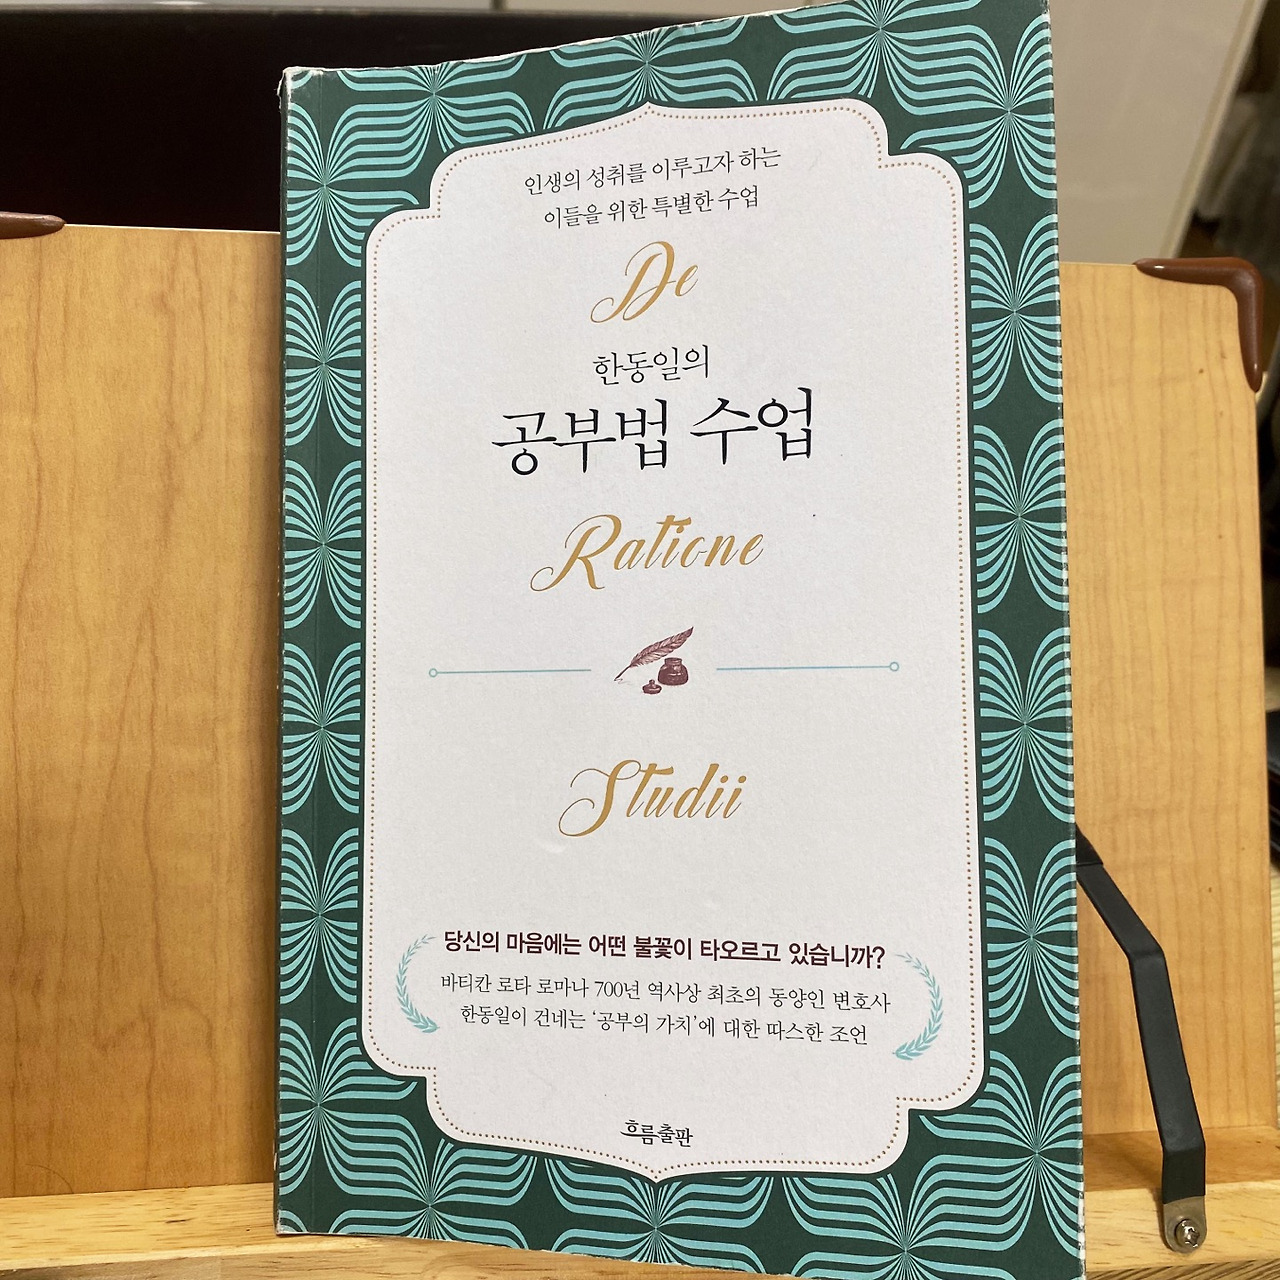 인생의 성취를 이루고자 하는
이들을 위한 특별한 수업
De
한동일의
공부법 수업
Ratione
Studii
당신의 마음에는 어떤 불꽃이 타오르고 있습니까?
바티칸 로타 로마나 700년 역사상 최초의 동양인 변호사
한동일이 건네는 ‘공부의 가치’에 대한 따스한 조언
흐름출판